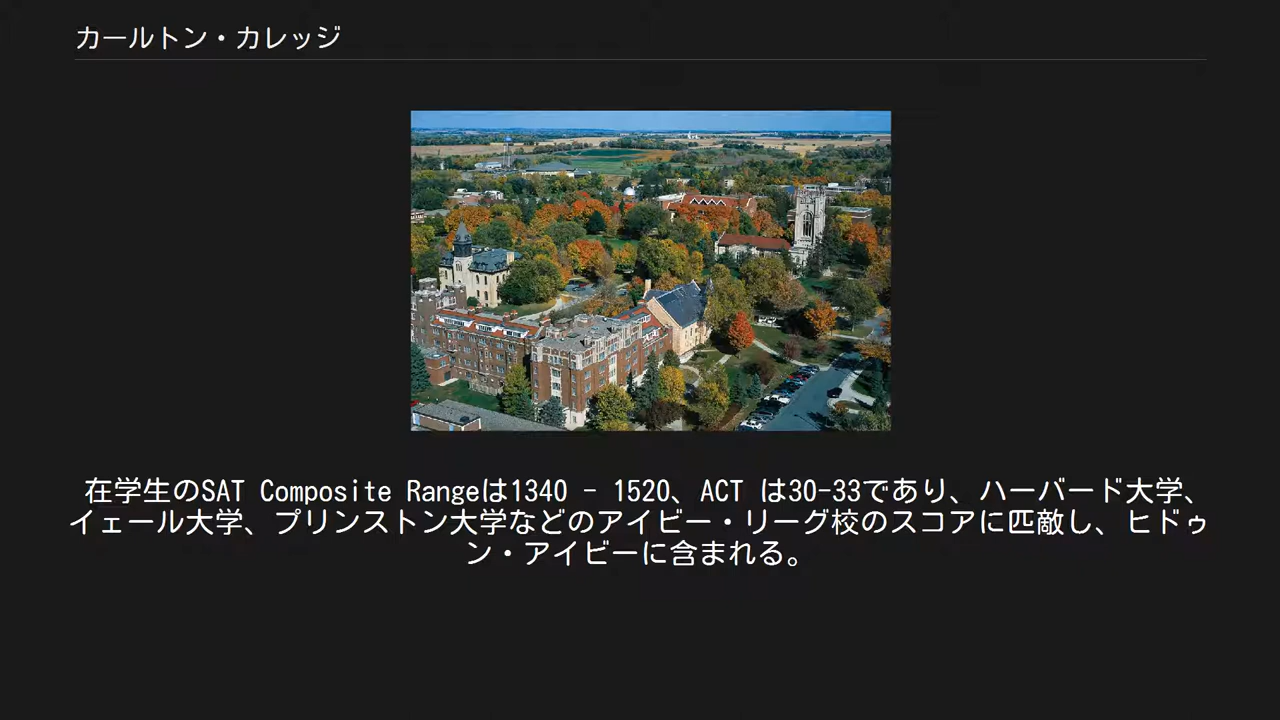 カールトン・カレッジ
在学生のSAT Composite Rangeは1340 - 1520、ACT は30-33であり、ハーバード大学、
イェール大学、プリンストン大学などのアイビー・リーグ校のスコアに匹敵し、ヒドゥ
ン・アイビーに含まれる。